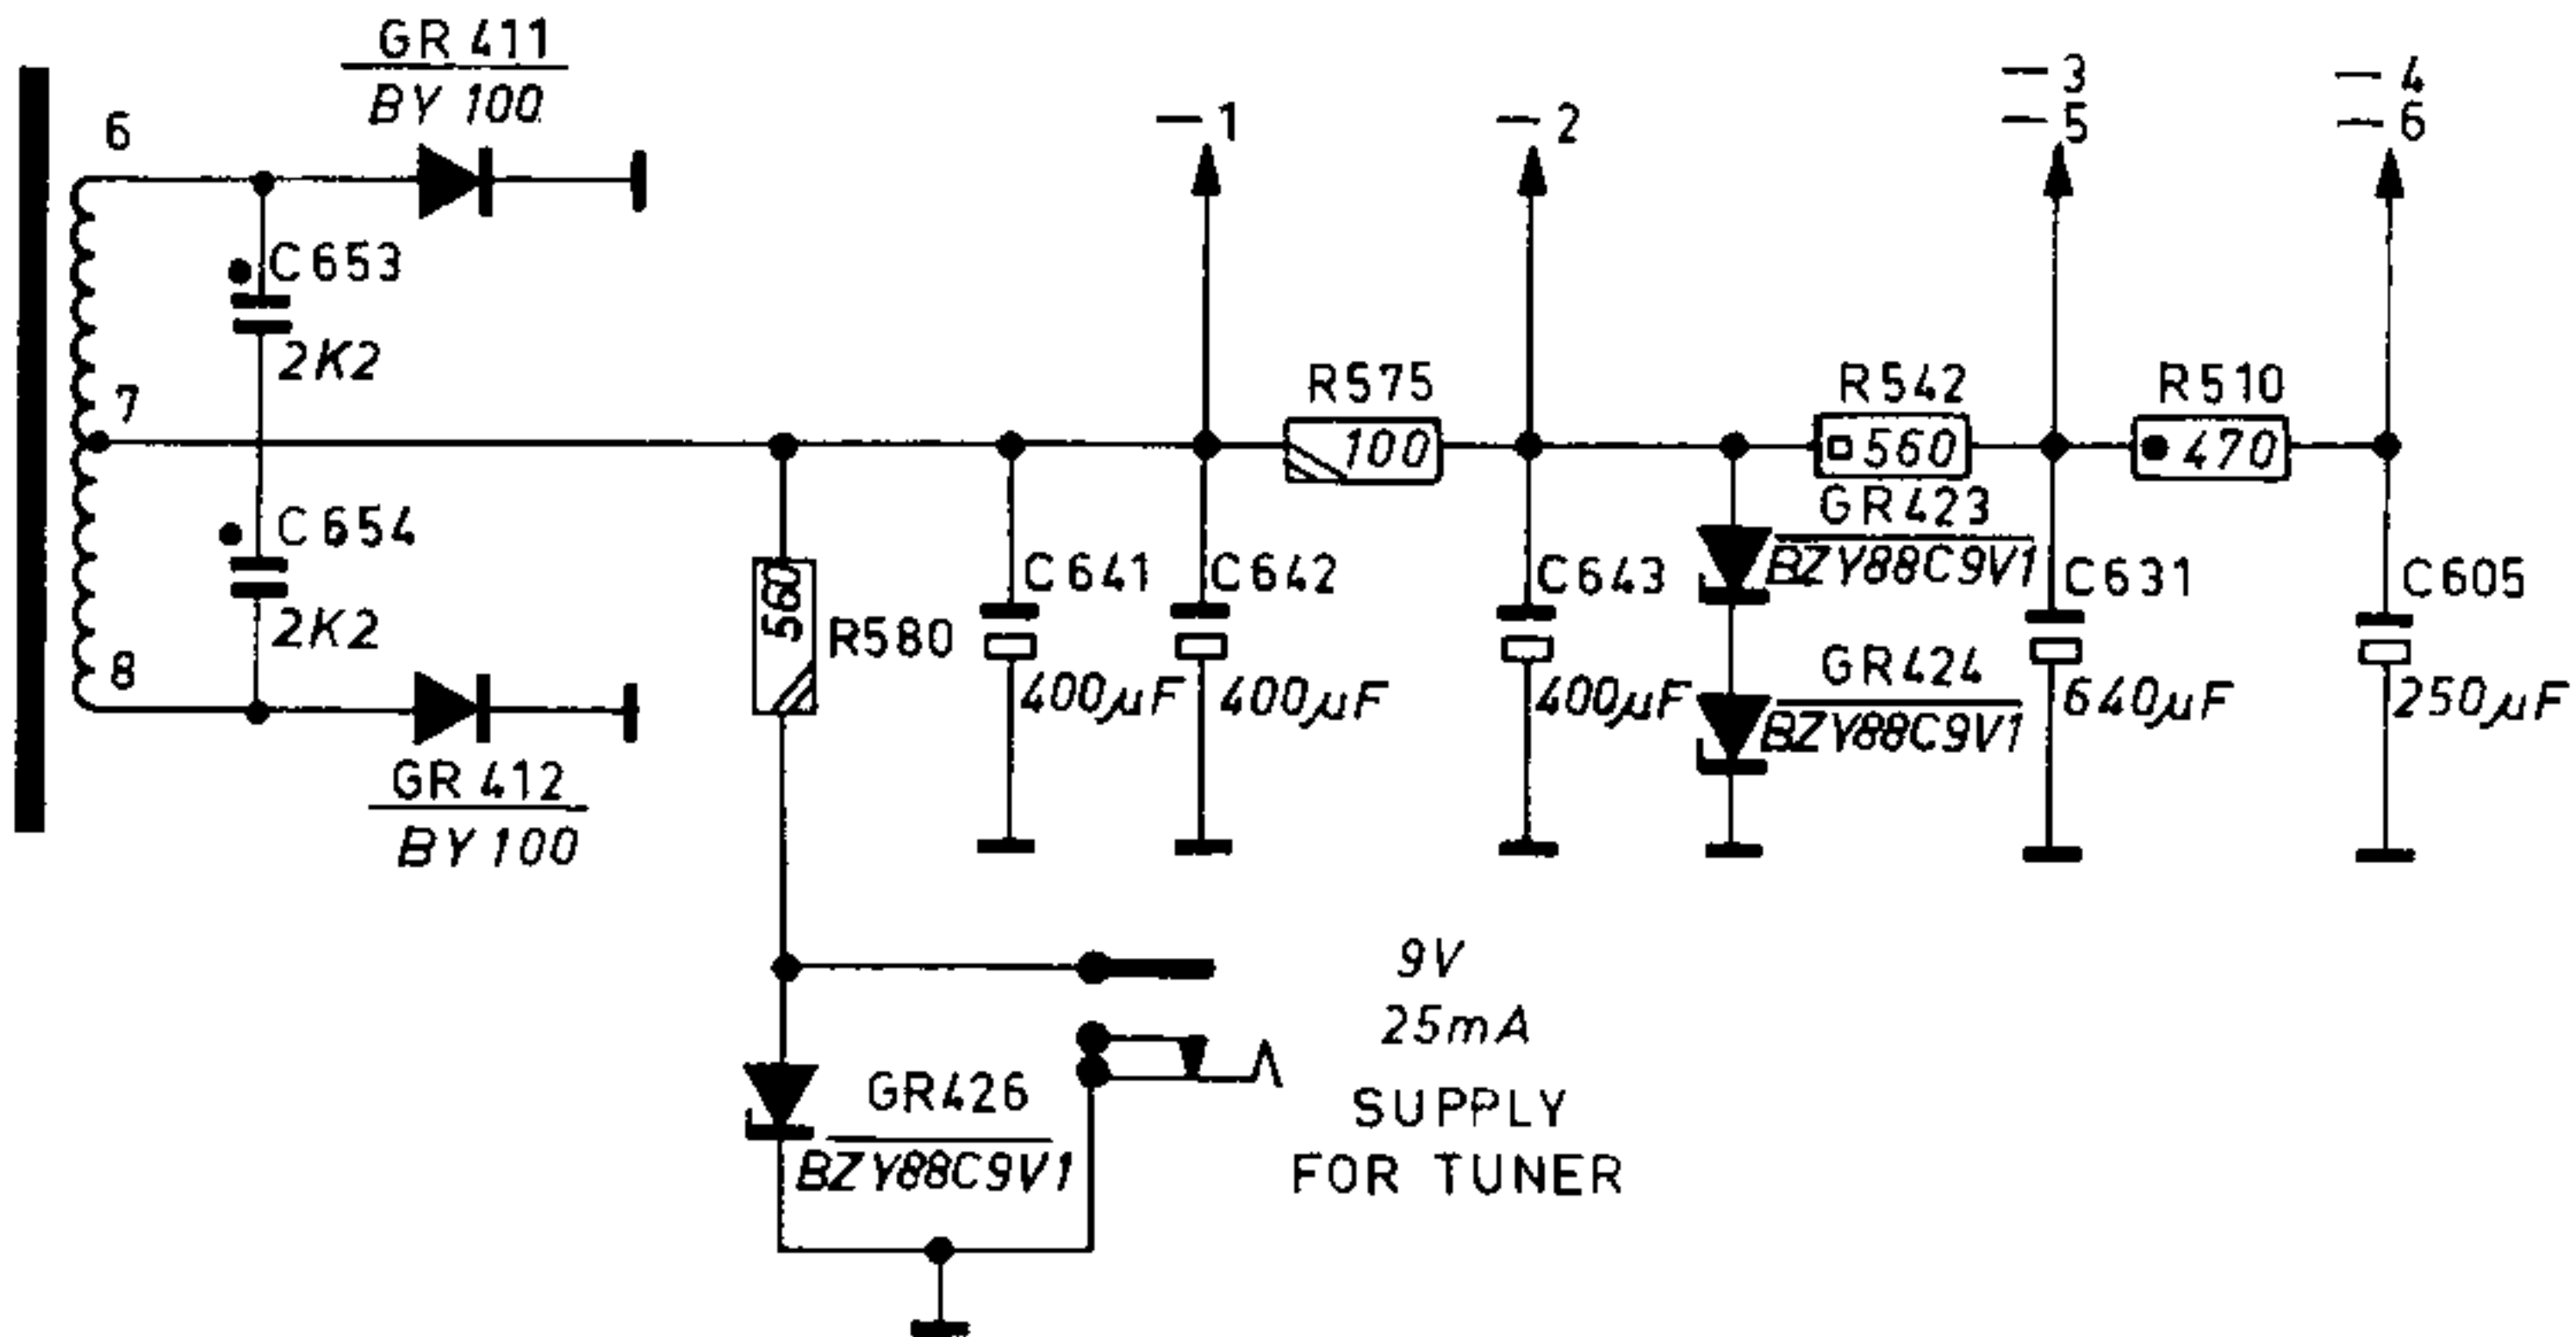 GR 411
BY 100
6
C653
2K2
7
C654
2K2
8
GR 412
BY 100
−1
−2
−3
−5
−4
−6
R575
100
R542
560
R510
470
560
R580
C641
400µF
C642
400µF
C643
400µF
GR423
BZY88C9V1
GR424
BZY88C9V1
C631
640µF
C605
250µF
GR426
BZY88C9V1
9V
25mA
SUPPLY
FOR TUNER